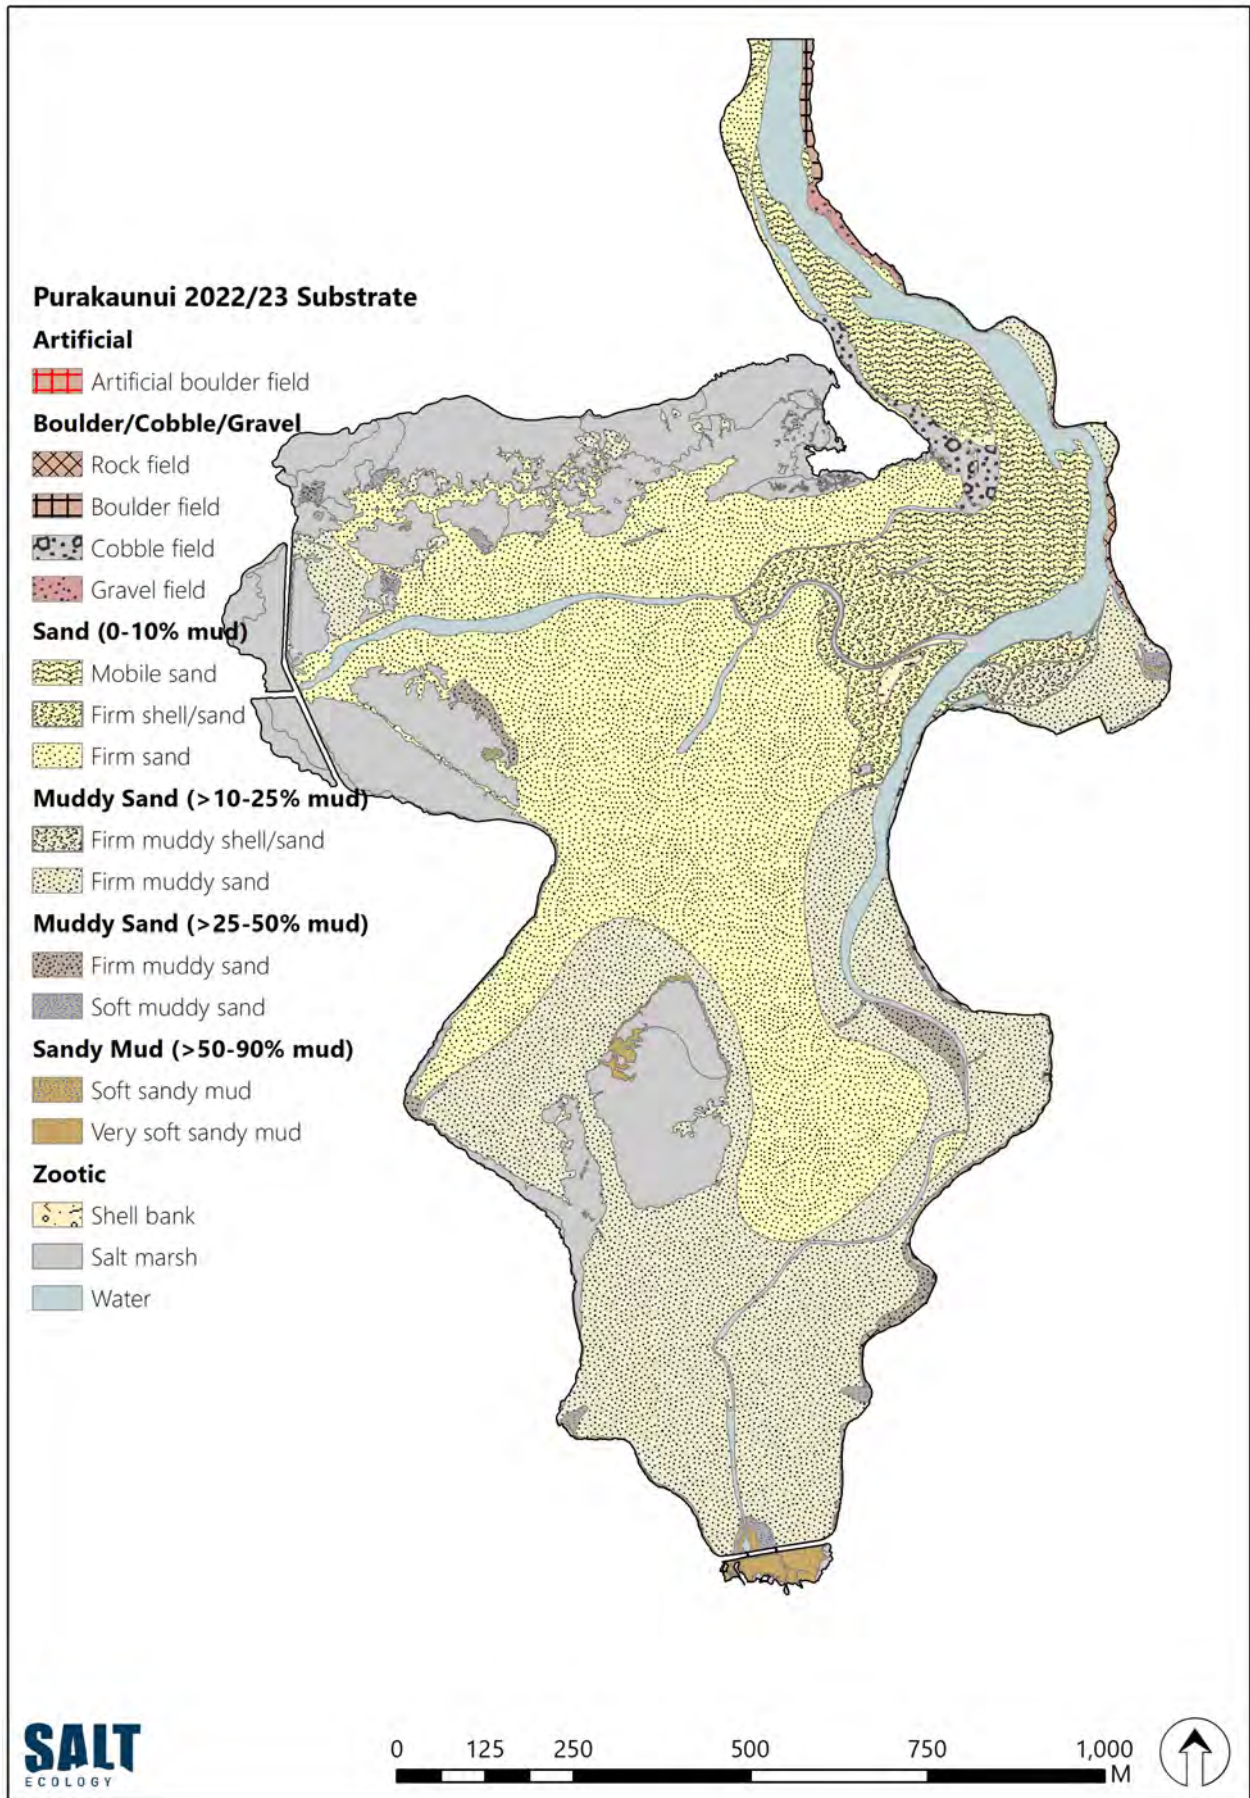 Purakaunui 2022/23 Substrate
Artificial
Artificial boulder field
Boulder/Cobble/Gravel
Rock field
Boulder field
Cobble field
Gravel field
Sand (0-10% mud)
Mobile sand
Firm shell/sand
Firm sand
Muddy Sand (>10-25% mud)
Firm muddy shell/sand
Firm muddy sand
Muddy Sand (>25-50% mud)
Firm muddy sand
Soft muddy sand
Sandy Mud (>50-90% mud)
Soft sandy mud
Very soft sandy mud
Zootic
Shell bank
Salt marsh
Water
SALT
ECOLOGY
0 125 250 500 750 1,000
M